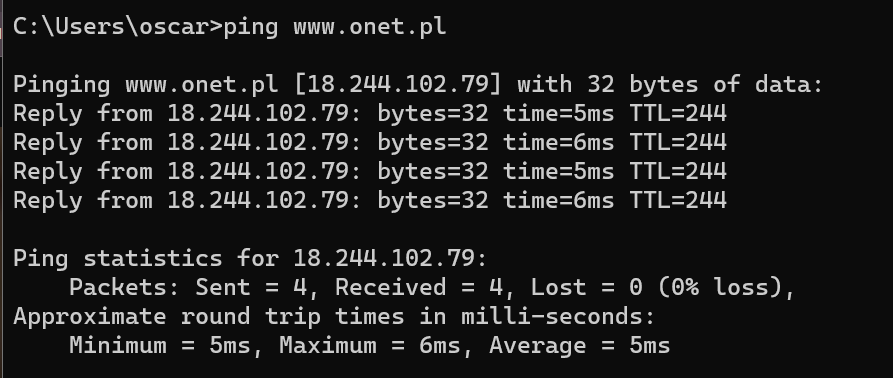 C:\Users\oscar>ping www.onet.pl
Pinging www.onet.pl [18.244.102.79] with 32 bytes of data:
Reply from 18.244.102.79: bytes=32 time=5ms TTL=244
Reply from 18.244.102.79: bytes=32 time=6ms TTL=244
Reply from 18.244.102.79: bytes=32 time=5ms TTL=244
Reply from 18.244.102.79: bytes=32 time=6ms TTL=244
Ping statistics for 18.244.102.79:
    Packets: Sent = 4, Received = 4, Lost = 0 (0% loss),
Approximate round trip times in milli-seconds:
    Minimum = 5ms, Maximum = 6ms, Average = 5ms